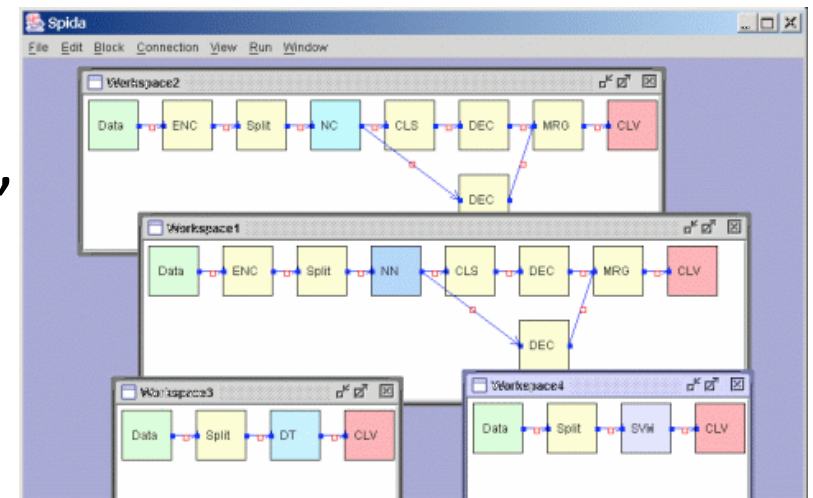 Spida
File Edit Block Connection View Run Window
Workspace2
Data ENC Split NC CLS DEC MRG CLV
DEC
,
Workspace1
Data ENC Split NN CLS DEC MRG CLV
DEC
Workspace3
Data Split DT CLV
Workspace4
Data Split SVM CLV